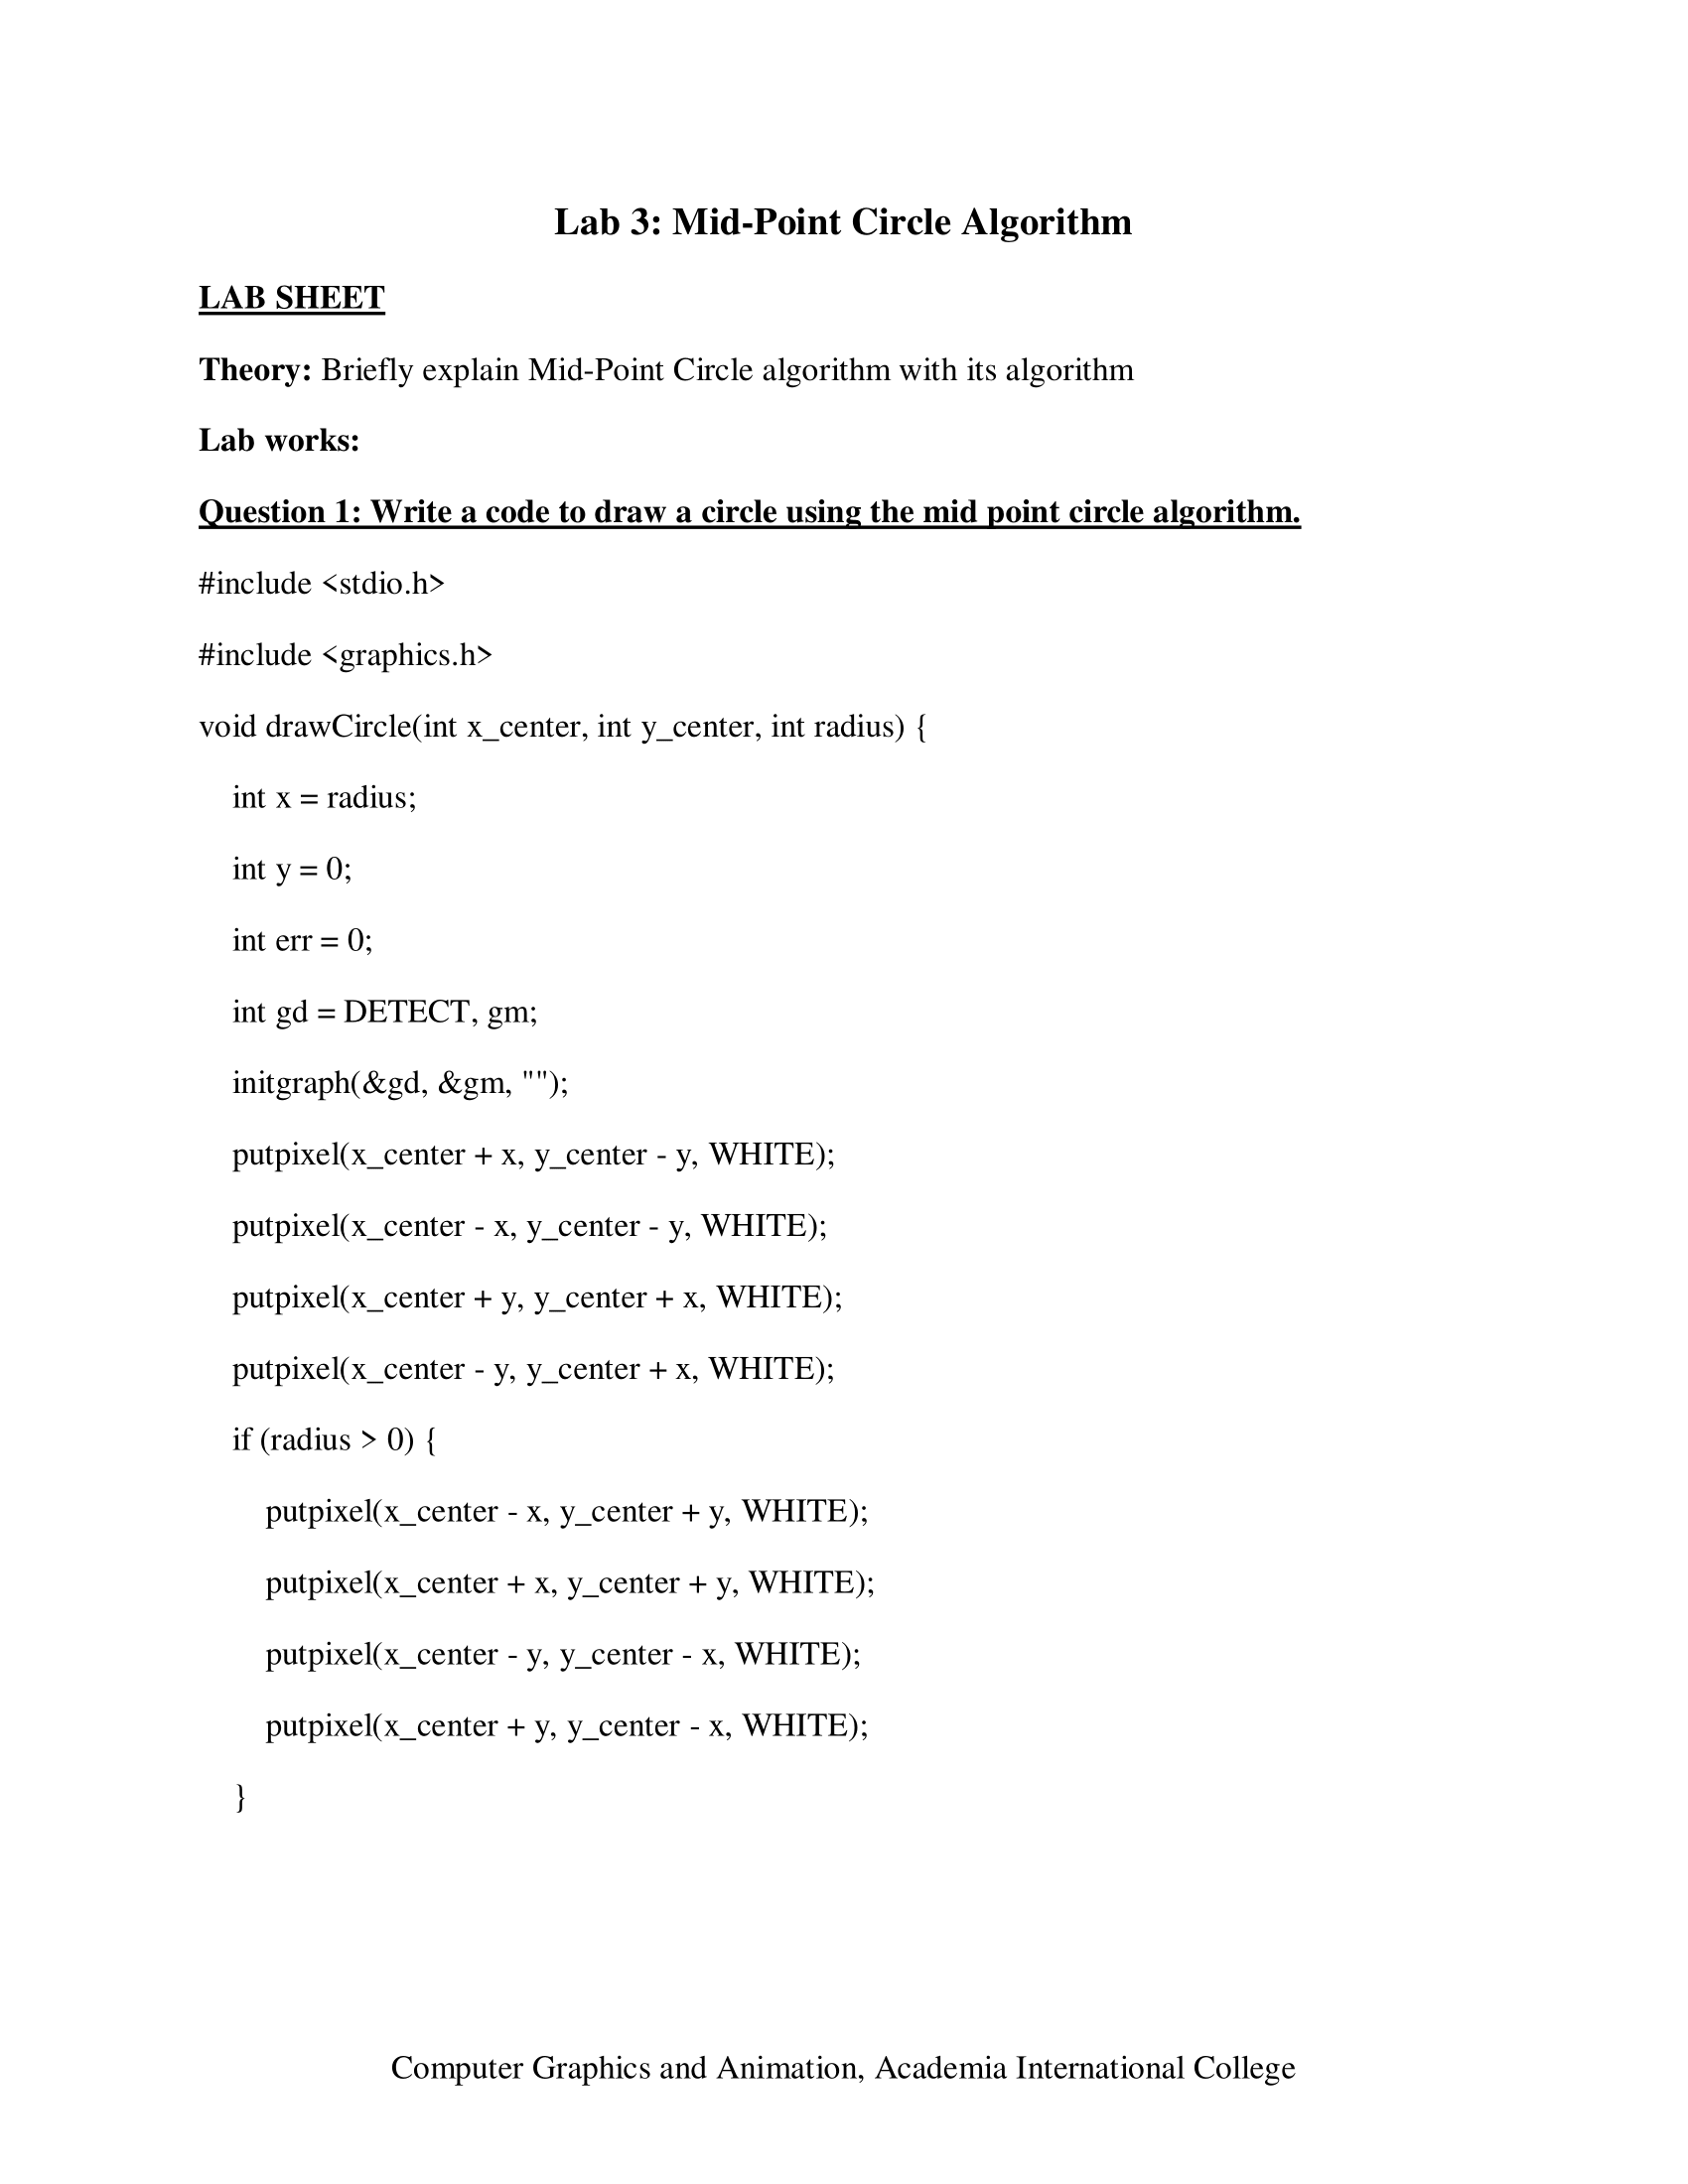 Lab 3: Mid-Point Circle Algorithm
LAB SHEET
Theory: Briefly explain Mid-Point Circle algorithm with its algorithm
Lab works:
Question 1: Write a code to draw a circle using the mid point circle algorithm.
#include <stdio.h>
#include <graphics.h>
void drawCircle(int x_center, int y_center, int radius) {
    int x = radius;
    int y = 0;
    int err = 0;
    int gd = DETECT, gm;
    initgraph(&gd, &gm, "");
    putpixel(x_center + x, y_center - y, WHITE);
    putpixel(x_center - x, y_center - y, WHITE);
    putpixel(x_center + y, y_center + x, WHITE);
    putpixel(x_center - y, y_center + x, WHITE);
    if (radius > 0) {
        putpixel(x_center - x, y_center + y, WHITE);
        putpixel(x_center + x, y_center + y, WHITE);
        putpixel(x_center - y, y_center - x, WHITE);
        putpixel(x_center + y, y_center - x, WHITE);
    }
Computer Graphics and Animation, Academia International College